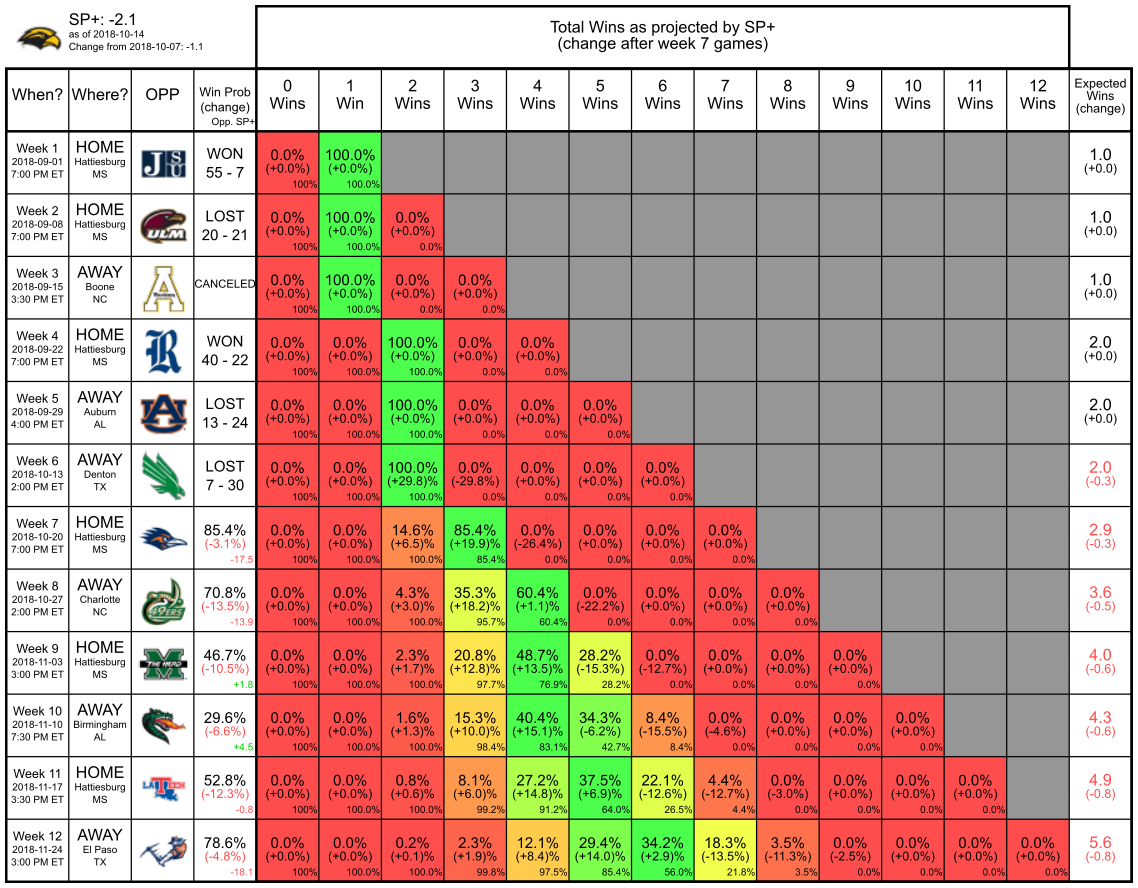 SP+: -2.1
as of 2018-10-14
Change from 2018-10-07: -1.1
Total Wins as projected by SP+
(change after week 7 games)
When? Where? OPP Win Prob (change) Opp. SP+ 0 Wins 1 Win 2 Wins 3 Wins 4 Wins 5 Wins 6 Wins 7 Wins 8 Wins 9 Wins 10 Wins 11 Wins 12 Wins Expected Wins (change)
Week 1 HOME WON 0.0% 100.0% 1.0
2018-09-01 Hattiesburg JSU 55 - 7 (+0.0%) (+0.0%) (+0.0)
7:00 PM ET MS 100% 100.0%
Week 2 HOME LOST 0.0% 100.0% 0.0% 1.0
2018-09-08 Hattiesburg ULM 20 - 21 (+0.0%) (+0.0%) (+0.0%) (+0.0)
7:00 PM ET MS 100% 100.0% 0.0%
Week 3 AWAY CANCELED 0.0% 100.0% 0.0% 0.0% 1.0
2018-09-15 Boone A (+0.0%) (+0.0%) (+0.0%) (+0.0%) (+0.0)
3:30 PM ET NC 100% 100.0% 0.0% 0.0%
Week 4 HOME WON 0.0% 0.0% 100.0% 0.0% 0.0% 2.0
2018-09-22 Hattiesburg R 40 - 22 (+0.0%) (+0.0%) (+0.0%) (+0.0%) (+0.0%) (+0.0)
7:00 PM ET MS 100% 100.0% 100.0% 0.0% 0.0%
Week 5 AWAY LOST 0.0% 0.0% 100.0% 0.0% 0.0% 0.0% 2.0
2018-09-29 Auburn AU 13 - 24 (+0.0%) (+0.0%) (+0.0%) (+0.0%) (+0.0%) (+0.0%) (+0.0)
4:00 PM ET AL 100% 100.0% 100.0% 0.0% 0.0% 0.0%
Week 6 AWAY LOST 0.0% 0.0% 100.0% 0.0% 0.0% 0.0% 0.0% 2.0
2018-10-13 Denton 7 - 30 (+0.0%) (+0.0%) (+29.8)% (-29.8%) (+0.0%) (+0.0%) (+0.0%) (-0.3)
2:00 PM ET TX 100% 100.0% 100.0% 0.0% 0.0% 0.0% 0.0%
Week 7 HOME 85.4% 0.0% 0.0% 14.6% 85.4% 0.0% 0.0% 0.0% 0.0% 2.9
2018-10-20 Hattiesburg (-3.1%) (+0.0%) (+0.0%) (+6.5)% (+19.9)% (-26.4%) (+0.0%) (+0.0%) (+0.0%) (-0.3)
7:00 PM ET MS -17.5 100% 100.0% 100.0% 85.4% 0.0% 0.0% 0.0% 0.0%
Week 8 AWAY 70.8% 0.0% 0.0% 4.3% 35.3% 60.4% 0.0% 0.0% 0.0% 0.0% 3.6
2018-10-27 Charlotte 49ERS (-13.5%) (+0.0%) (+0.0%) (+3.0)% (+18.2)% (+1.1)% (-22.2%) (+0.0%) (+0.0%) (+0.0%) (-0.5)
2:00 PM ET NC -13.9 100% 100.0% 100.0% 95.7% 60.4% 0.0% 0.0% 0.0% 0.0%
Week 9 HOME 46.7% 0.0% 0.0% 2.3% 20.8% 48.7% 28.2% 0.0% 0.0% 0.0% 0.0% 4.0
2018-11-03 Hattiesburg M THE HERD (-10.5%) (+0.0%) (+0.0%) (+1.7)% (+12.8)% (+13.5)% (-15.3%) (-12.7%) (+0.0%) (+0.0%) (+0.0%) (-0.6)
3:00 PM ET MS +1.8 100% 100.0% 100.0% 97.7% 76.9% 28.2% 0.0% 0.0% 0.0% 0.0%
Week 10 AWAY 29.6% 0.0% 0.0% 1.6% 15.3% 40.4% 34.3% 8.4% 0.0% 0.0% 0.0% 0.0% 4.3
2018-11-10 Birmingham (-6.6%) (+0.0%) (+0.0%) (+1.3)% (+10.0)% (+15.1)% (-6.2%) (-15.5%) (-4.6%) (+0.0%) (+0.0%) (+0.0%) (-0.6)
7:30 PM ET AL +4.5 100% 100.0% 100.0% 98.4% 83.1% 42.7% 8.4% 0.0% 0.0% 0.0% 0.0%
Week 11 HOME 52.8% 0.0% 0.0% 0.8% 8.1% 27.2% 37.5% 22.1% 4.4% 0.0% 0.0% 0.0% 0.0% 4.9
2018-11-17 Hattiesburg LA TECH (-12.3%) (+0.0%) (+0.0%) (+0.6)% (+6.0)% (+14.8)% (+6.9)% (-12.6%) (-12.7%) (-3.0%) (+0.0%) (+0.0%) (+0.0%) (-0.8)
3:30 PM ET MS -0.8 100% 100.0% 100.0% 99.2% 91.2% 64.0% 26.5% 4.4% 0.0% 0.0% 0.0% 0.0%
Week 12 AWAY 78.6% 0.0% 0.0% 0.2% 2.3% 12.1% 29.4% 34.2% 18.3% 3.5% 0.0% 0.0% 0.0% 0.0% 5.6
2018-11-24 El Paso (-4.8%) (+0.0%) (+0.0%) (+0.1)% (+1.9)% (+8.4)% (+14.0)% (+2.9)% (-13.5%) (-11.3%) (-2.5%) (+0.0%) (+0.0%) (+0.0%) (-0.8)
3:00 PM ET TX -18.1 100% 100.0% 100.0% 99.8% 97.5% 85.4% 56.0% 21.8% 3.5% 0.0% 0.0% 0.0% 0.0%